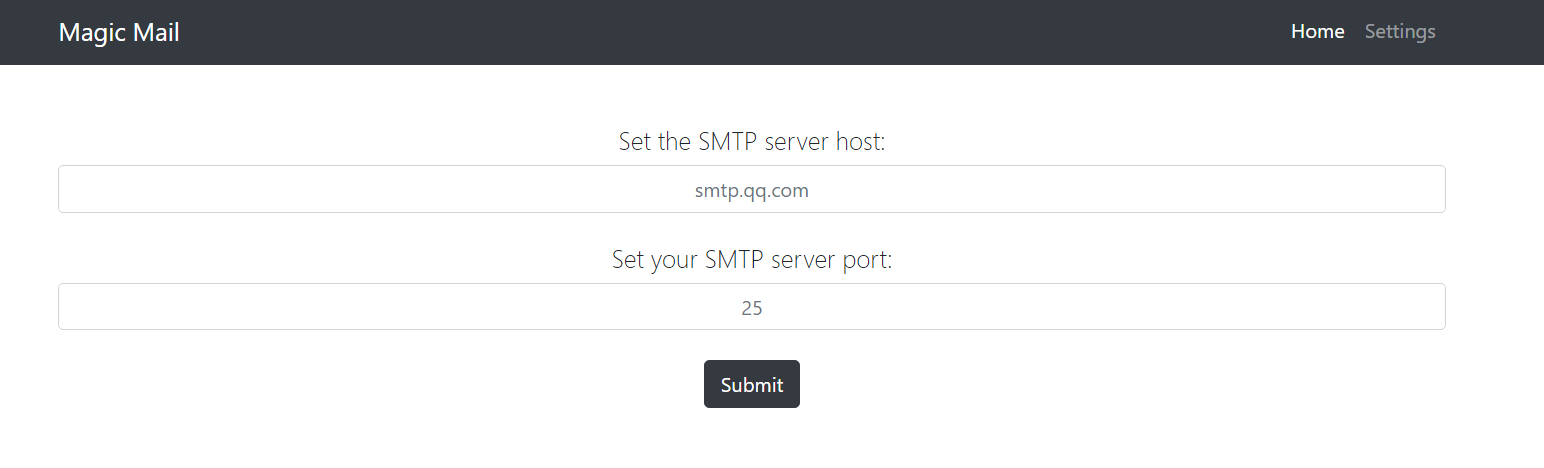 Magic Mail Home Settings
Set the SMTP server host:
smtp.qq.com
Set your SMTP server port:
25
Submit